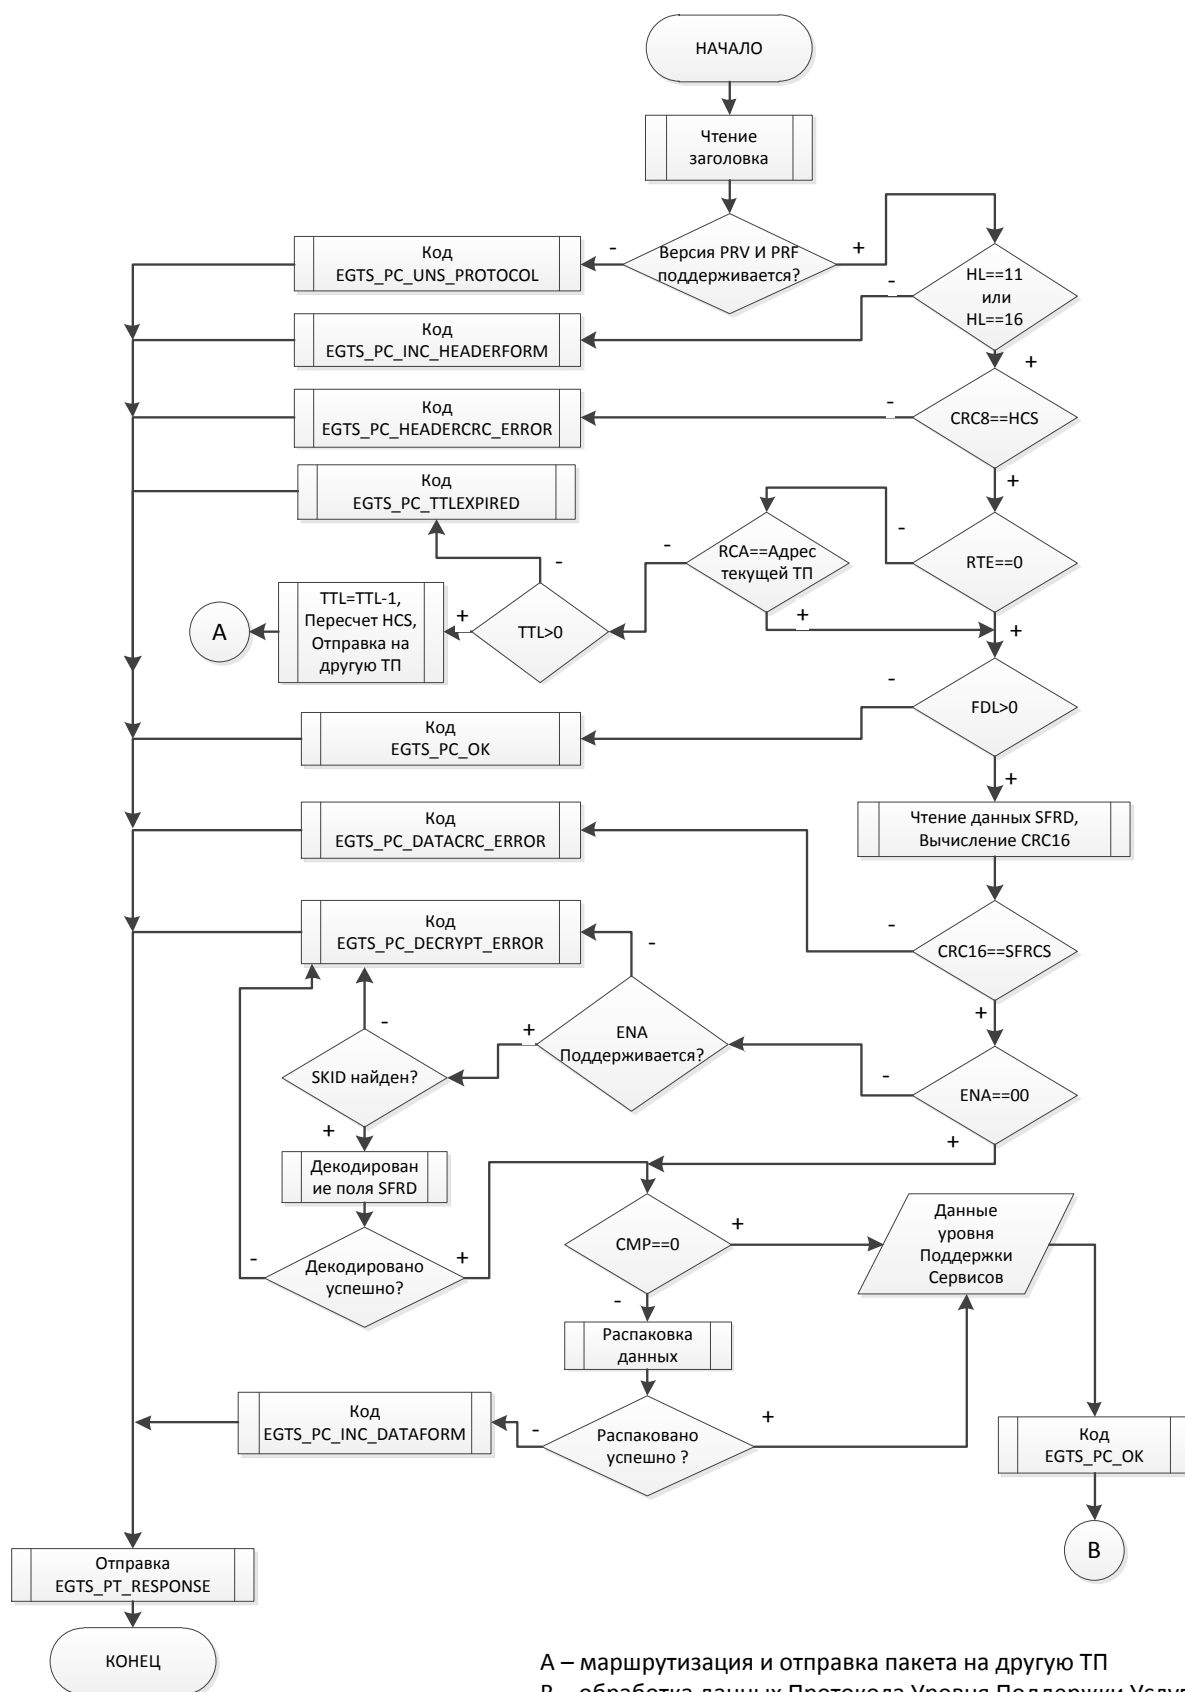 НАЧАЛО
Чтение
заголовка
Версия PRV И PRF
поддерживается?
-
+
Код
EGTS_PC_UNS_PROTOCOL
HL==11
или
HL==16
-
+
Код
EGTS_PC_INC_HEADERFORM
CRC8==HCS
-
+
Код
EGTS_PC_HEADERCRC_ERROR
Код
EGTS_PC_TTLEXPIRED
RCA==Адрес
текущей ТП
-
+
RTE==0
-
+
TTL>0
-
+
TTL=TTL-1,
Пересчет HCS,
Отправка на
другую ТП
A
FDL>0
-
+
Код
EGTS_PC_OK
Чтение данных SFRD,
Вычисление CRC16
Код
EGTS_PC_DATACRC_ERROR
CRC16==SFRCS
-
+
Код
EGTS_PC_DECRYPT_ERROR
ENA
Поддерживается?
-
+
SKID найден?
-
+
ENA==00
-
+
Декодирован
ие поля SFRD
Декодировано
успешно?
-
+
CMP==0
+
-
Данные
уровня
Поддержки
Сервисов
Распаковка
данных
Код
EGTS_PC_INC_DATAFORM
Распаковано
успешно ?
-
+
Код
EGTS_PC_OK
B
Отправка
EGTS_PT_RESPONSE
КОНЕЦ
A – маршрутизация и отправка пакета на другую ТП